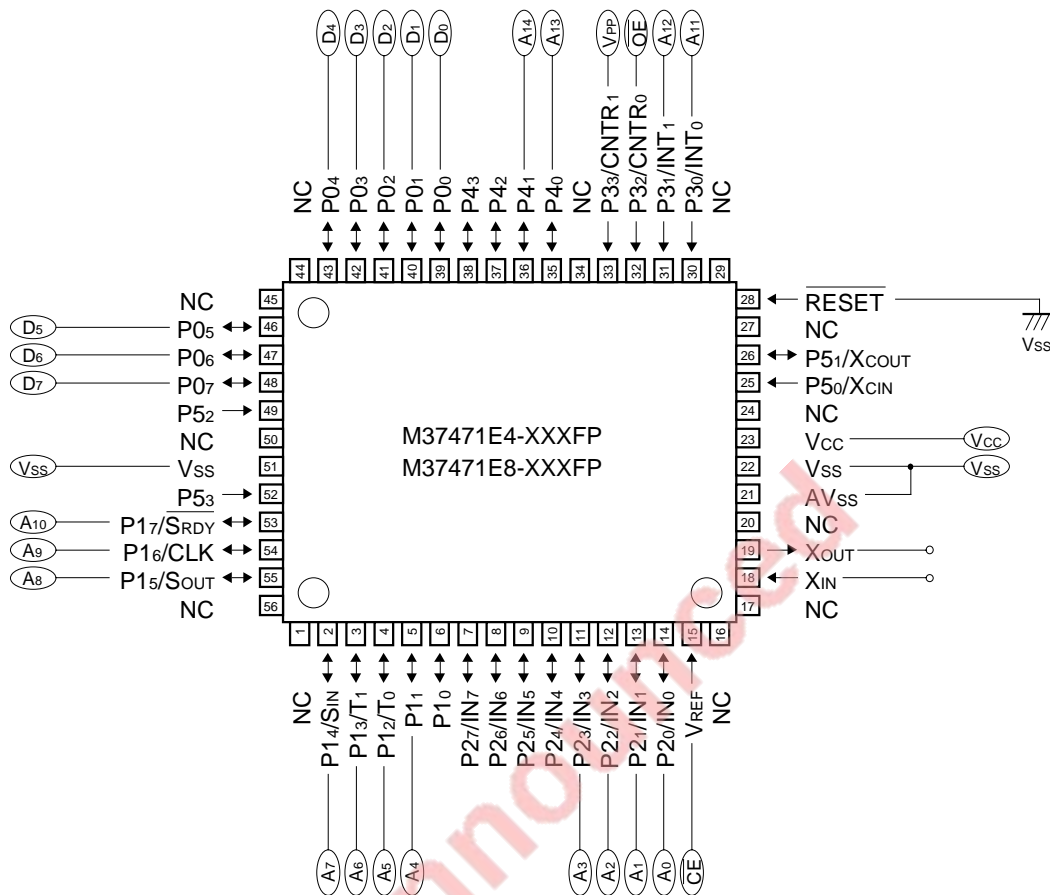 D4 D3 D2 D1 D0 A14 A13 VPP OE A12 A11
NC P04 P03 P02 P01 P00 P43 P42 P41 P40 NC P33/CNTR1 P32/CNTR0 P31/INT1 P30/INT0 NC
44 43 42 41 40 39 38 37 36 35 34 33 32 31 30 29
NC 45
D5 P05 46
D6 P06 47
D7 P07 48
P52 49
NC 50
VSS VSS 51
P53 52
A10 P17/SRDY 53
A9 P16/CLK 54
A8 P15/SOUT 55
NC 56
M37471E4-XXXFP
M37471E8-XXXFP
28 RESET
VSS
27 NC
26 P51/XCOUT
25 P50/XCIN
24 NC
23 VCC VCC
22 VSS VSS
21 AVSS
20 NC
19 XOUT
18 XIN
17 NC
1 2 3 4 5 6 7 8 9 10 11 12 13 14 15 16
NC P14/SIN P13/T1 P12/T0 P11 P10 P27/IN7 P26/IN6 P25/IN5 P24/IN4 P23/IN3 P22/IN2 P21/IN1 P20/IN0 VREF NC
A7 A6 A5 A4 A3 A2 A1 A0 CE
nnounced